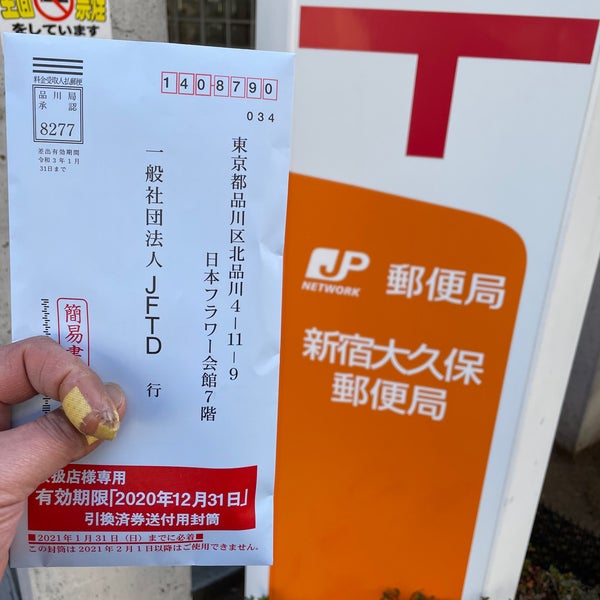 全面
禁煙
をしています
料金受取人払郵便
品川局
承認
8277
差出有効期間
令和3年1月
31日まで
1408790
034
東京都品川区北品川4-11-9
日本フラワー会館7階
一般社団法人JFTD 行
簡易書
扱店様専用
有効期限「2020年12月31日」
引換済券送付用封筒
■2021年1月31日(日)までに必着■
この封筒は2021年2月1日以降はご使用できません。
JP
NETWORK
郵便局
新宿大久保
郵便局